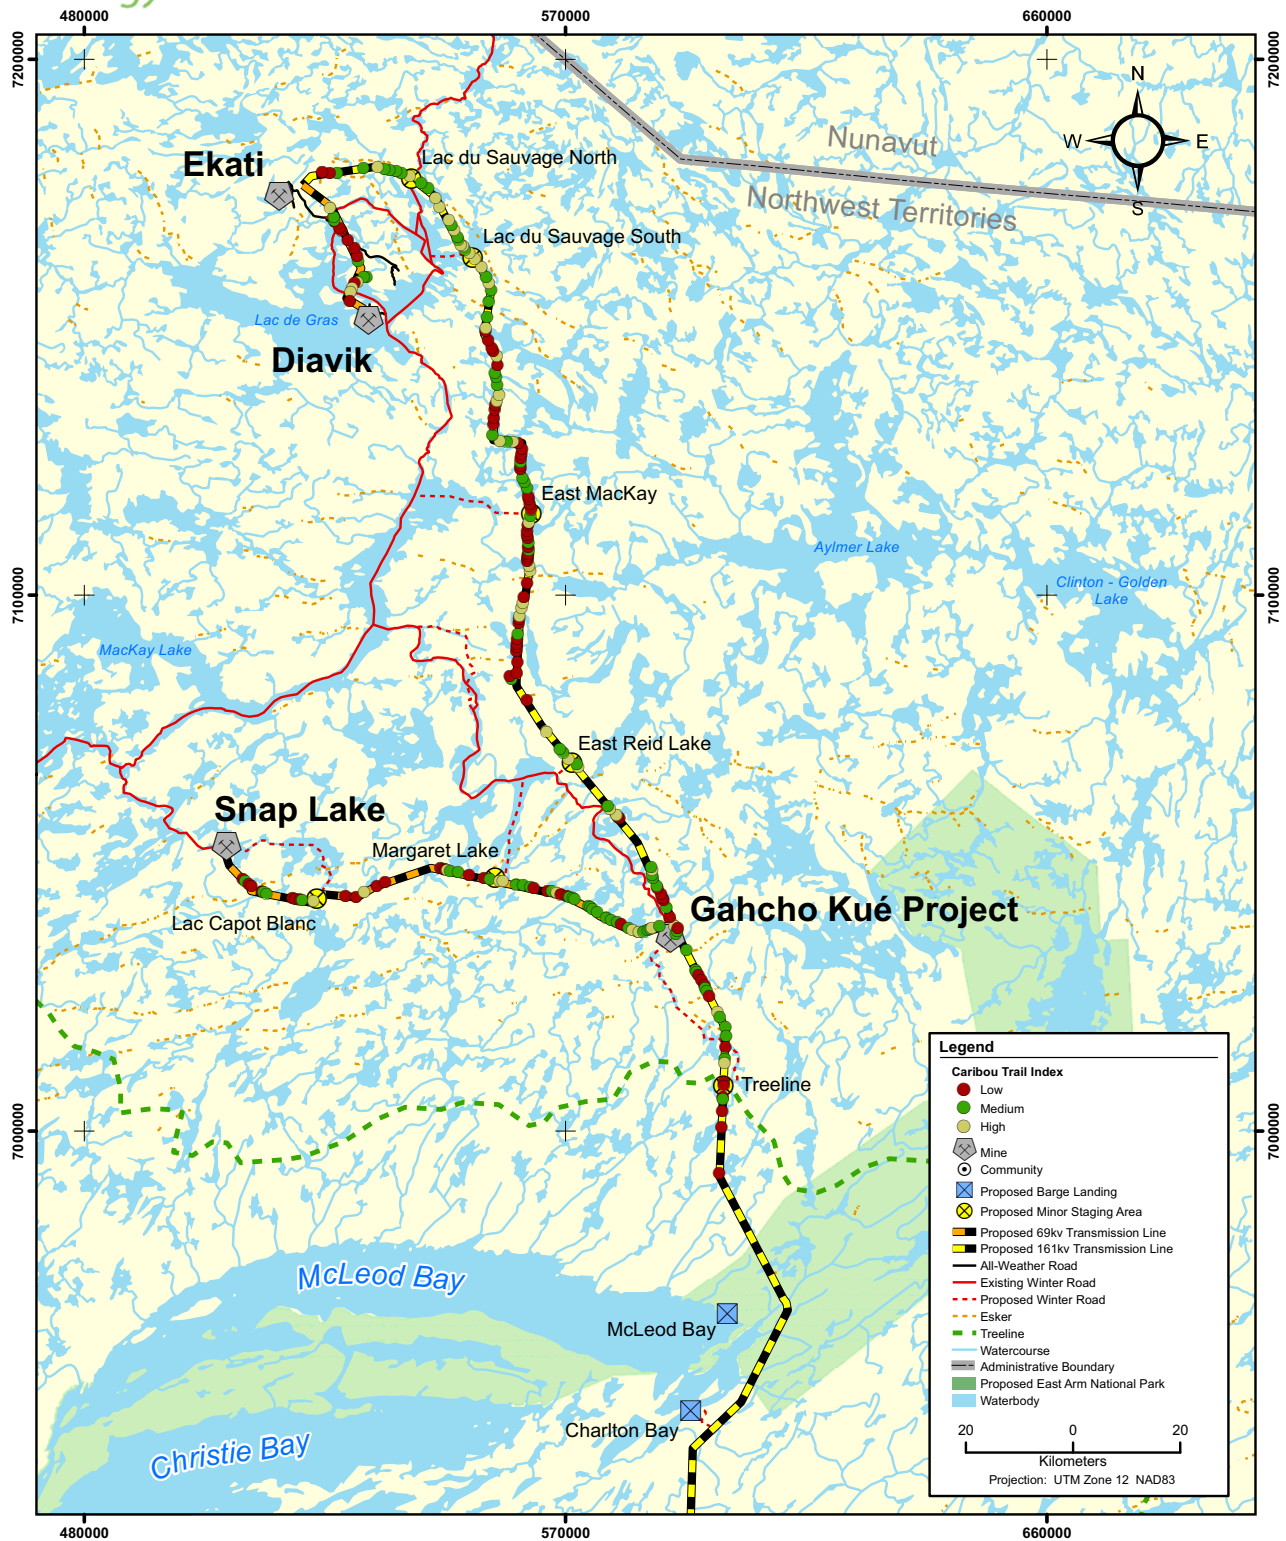 480000
570000
660000
7200000
7200000
N
W
E
S
Nunavut
Northwest Territories
Ekati
Lac du Sauvage North
Lac du Sauvage South
Lac de Gras
Diavik
East MacKay
Aylmer Lake
Clinton - Golden
Lake
7100000
7100000
MacKay Lake
East Reid Lake
Snap Lake
Margaret Lake
Lac Capot Blanc
Gahcho Kué Project
Treeline
7000000
7000000
McLeod Bay
McLeod Bay
Charlton Bay
Christie Bay
Legend
Caribou Trail Index
Low
Medium
High
Mine
Community
Proposed Barge Landing
Proposed Minor Staging Area
Proposed 69kv Transmission Line
Proposed 161kv Transmission Line
All-Weather Road
Existing Winter Road
Proposed Winter Road
Esker
Treeline
Watercourse
Administrative Boundary
Proposed East Arm National Park
Waterbody
20 0 20
Kilometers
Projection: UTM Zone 12 NAD83
480000
570000
660000